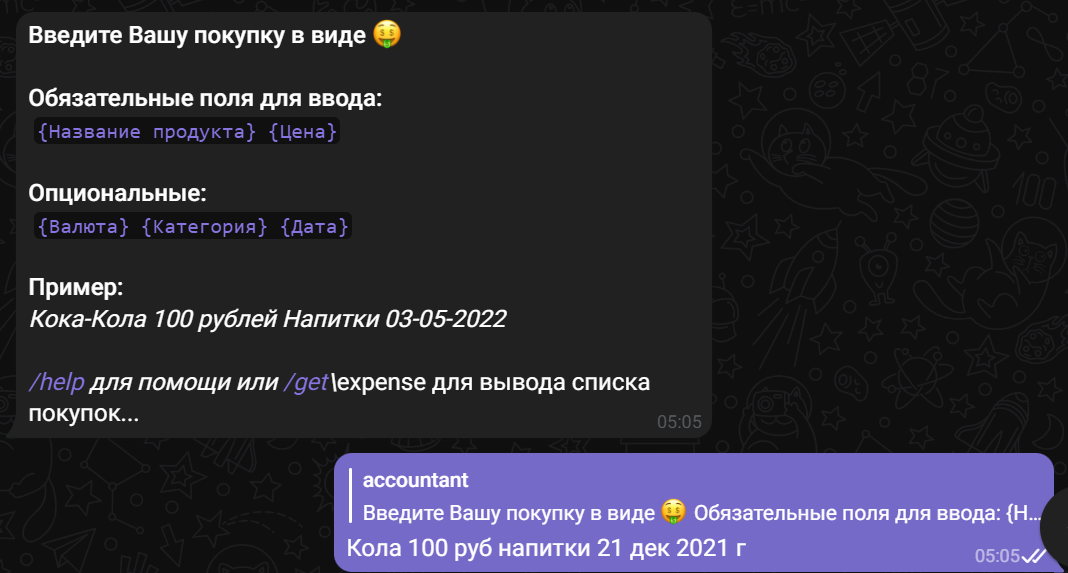 Введите Вашу покупку в виде 🤑
Обязательные поля для ввода:
{Название продукта} {Цена}
Опциональные:
{Валюта} {Категория} {Дата}
Пример:
Кока-Кола 100 рублей Напитки 03-05-2022
/help для помощи или /get\expense для вывода списка
покупок...
05:05
accountant
Введите Вашу покупку в виде 🤑 Обязательные поля для ввода: {Н...
Кола 100 руб напитки 21 дек 2021 г
05:05